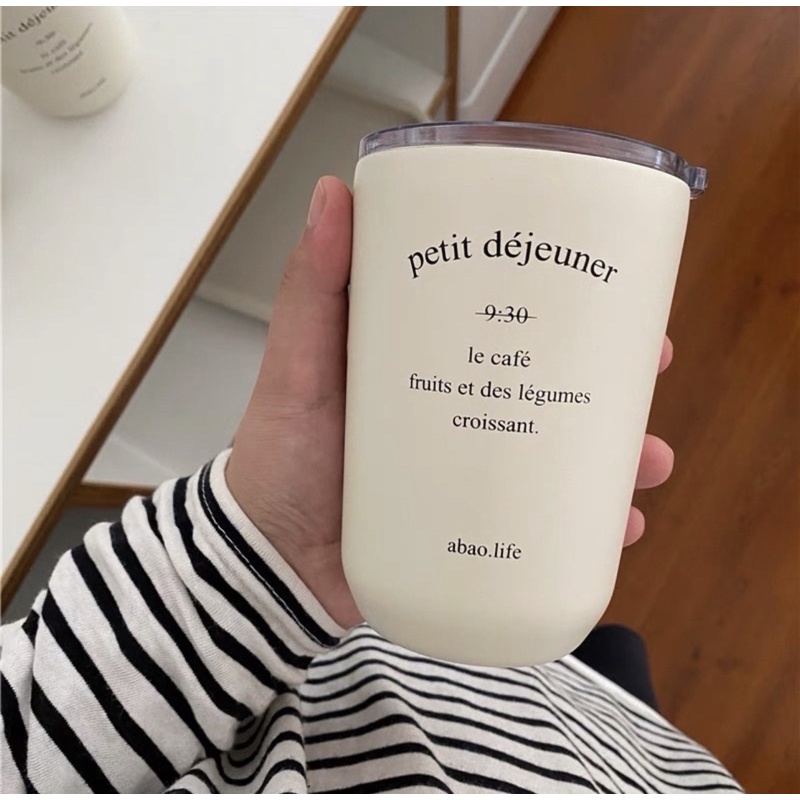 petit déjeuner
9:30
le café
fruits et des légumes
croissant.
abao.life